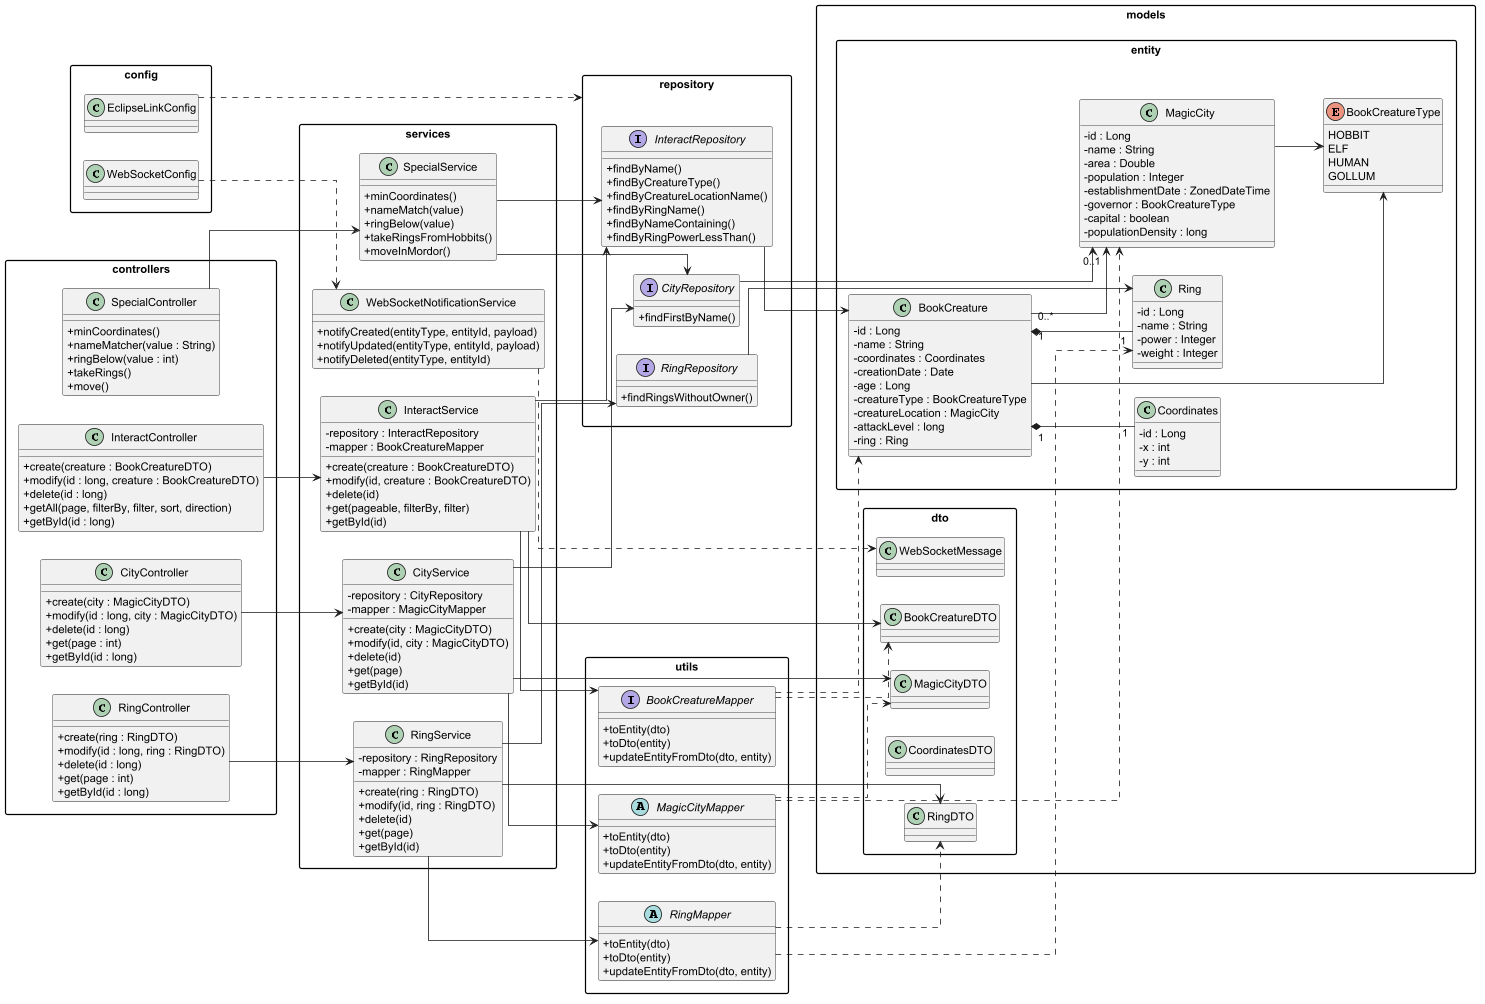 models
entity
config
EclipseLinkConfig
WebSocketConfig
controllers
SpecialController
+minCoordinates()
+nameMatcher(value : String)
+ringBelow(value : int)
+takeRings()
+move()
InteractController
+create(creature : BookCreatureDTO)
+modify(id : long, creature : BookCreatureDTO)
+delete(id : long)
+getAll(page, filterBy, filter, sort, direction)
+getById(id : long)
CityController
+create(city : MagicCityDTO)
+modify(id : long, city : MagicCityDTO)
+delete(id : long)
+get(page : int)
+getById(id : long)
RingController
+create(ring : RingDTO)
+modify(id : long, ring : RingDTO)
+delete(id : long)
+get(page : int)
+getById(id : long)
services
SpecialService
+minCoordinates()
+nameMatch(value)
+ringBelow(value)
+takeRingsFromHobbits()
+moveInMordor()
WebSocketNotificationService
+notifyCreated(entityType, entityId, payload)
+notifyUpdated(entityType, entityId, payload)
+notifyDeleted(entityType, entityId)
InteractService
-repository : InteractRepository
-mapper : BookCreatureMapper
+create(creature : BookCreatureDTO)
+modify(id, creature : BookCreatureDTO)
+delete(id)
+get(pageable, filterBy, filter)
+getById(id)
CityService
-repository : CityRepository
-mapper : MagicCityMapper
+create(city : MagicCityDTO)
+modify(id, city : MagicCityDTO)
+delete(id)
+get(page)
+getById(id)
RingService
-repository : RingRepository
-mapper : RingMapper
+create(ring : RingDTO)
+modify(id, ring : RingDTO)
+delete(id)
+get(page)
+getById(id)
repository
InteractRepository
+findByName()
+findByCreatureType()
+findByCreatureLocationName()
+findByRingName()
+findByNameContaining()
+findByRingPowerLessThan()
CityRepository
+findFirstByName()
RingRepository
+findRingsWithoutOwner()
utils
BookCreatureMapper
+toEntity(dto)
+toDto(entity)
+updateEntityFromDto(dto, entity)
MagicCityMapper
+toEntity(dto)
+toDto(entity)
+updateEntityFromDto(dto, entity)
RingMapper
+toEntity(dto)
+toDto(entity)
+updateEntityFromDto(dto, entity)
MagicCity
-id : Long
-name : String
-area : Double
-population : Integer
-establishmentDate : ZonedDateTime
-governor : BookCreatureType
-capital : boolean
-populationDensity : long
BookCreatureType
HOBBIT
ELF
HUMAN
GOLLUM
0..1
BookCreature
-id : Long
-name : String
-coordinates : Coordinates
-creationDate : Date
-age : Long
-creatureType : BookCreatureType
-creatureLocation : MagicCity
-attackLevel : long
-ring : Ring
0..*
1
1
Ring
-id : Long
-name : String
-power : Integer
-weight : Integer
1
1
Coordinates
-id : Long
-x : int
-y : int
dto
WebSocketMessage
BookCreatureDTO
MagicCityDTO
CoordinatesDTO
RingDTO